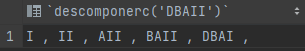 `descomponerc('DBAII')`
1 I , II , AII , BAII , DBAI ,